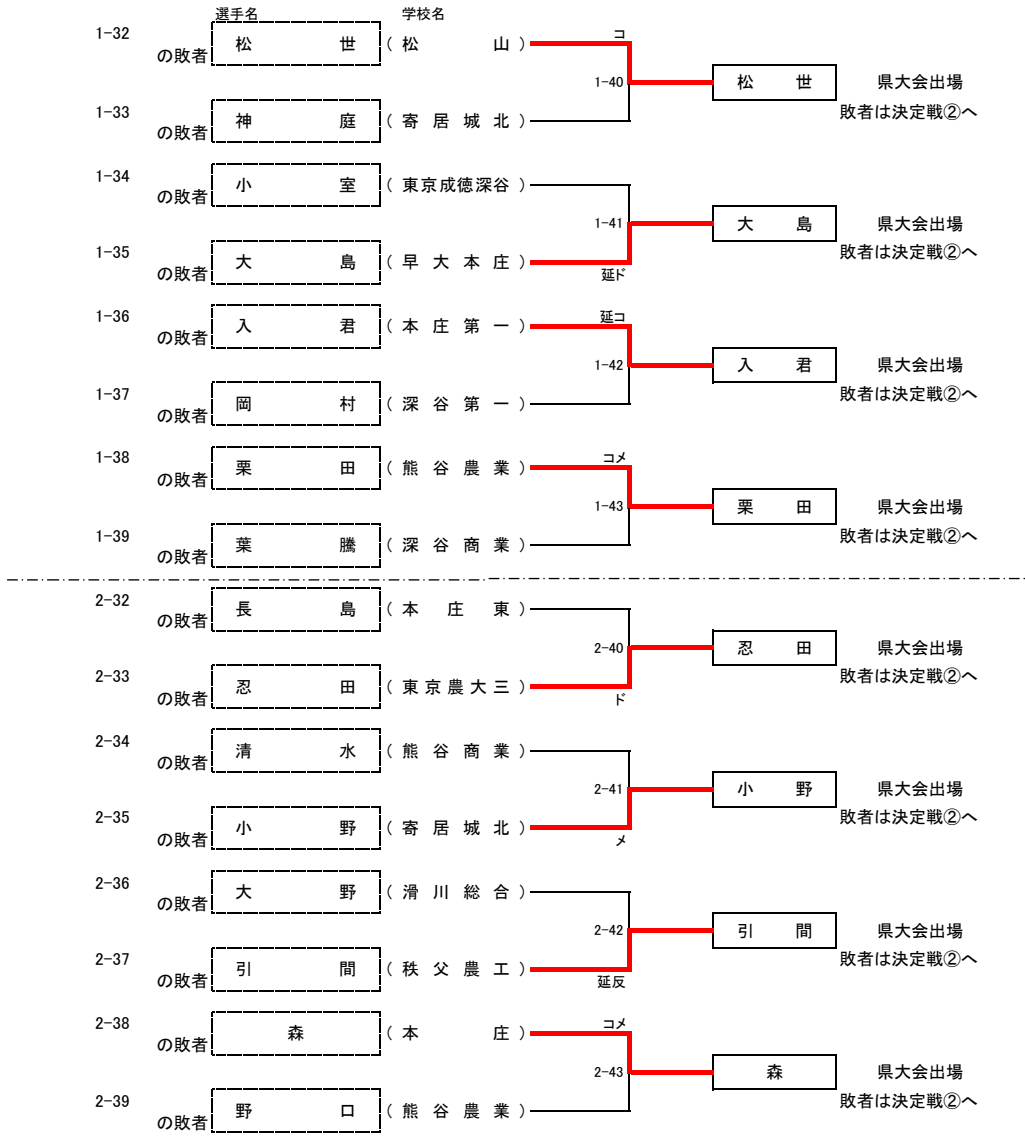 選手名 学校名
1-32 の敗者 松世 (松山) コ
1-40 松世 県大会出場
敗者は決定戦②へ
1-33 の敗者 神庭 (寄居城北)
1-34 の敗者 小室 (東京成徳深谷)
1-41 大島 県大会出場
敗者は決定戦②へ
1-35 の敗者 大島 (早大本庄) 延ド
1-36 の敗者 入君 (本庄第一) 延コ
1-42 入君 県大会出場
敗者は決定戦②へ
1-37 の敗者 岡村 (深谷第一)
1-38 の敗者 栗田 (熊谷農業) コメ
1-43 栗田 県大会出場
敗者は決定戦②へ
1-39 の敗者 葉騰 (深谷商業)
2-32 の敗者 長島 (本庄東)
2-40 忍田 県大会出場
敗者は決定戦②へ
2-33 の敗者 忍田 (東京農大三) ド
2-34 の敗者 清水 (熊谷商業)
2-41 小野 県大会出場
敗者は決定戦②へ
2-35 の敗者 小野 (寄居城北) メ
2-36 の敗者 大野 (滑川総合)
2-42 引間 県大会出場
敗者は決定戦②へ
2-37 の敗者 引間 (秩父農工) 延反
2-38 の敗者 森 (本庄) コメ
2-43 森 県大会出場
敗者は決定戦②へ
2-39 の敗者 野口 (熊谷農業)